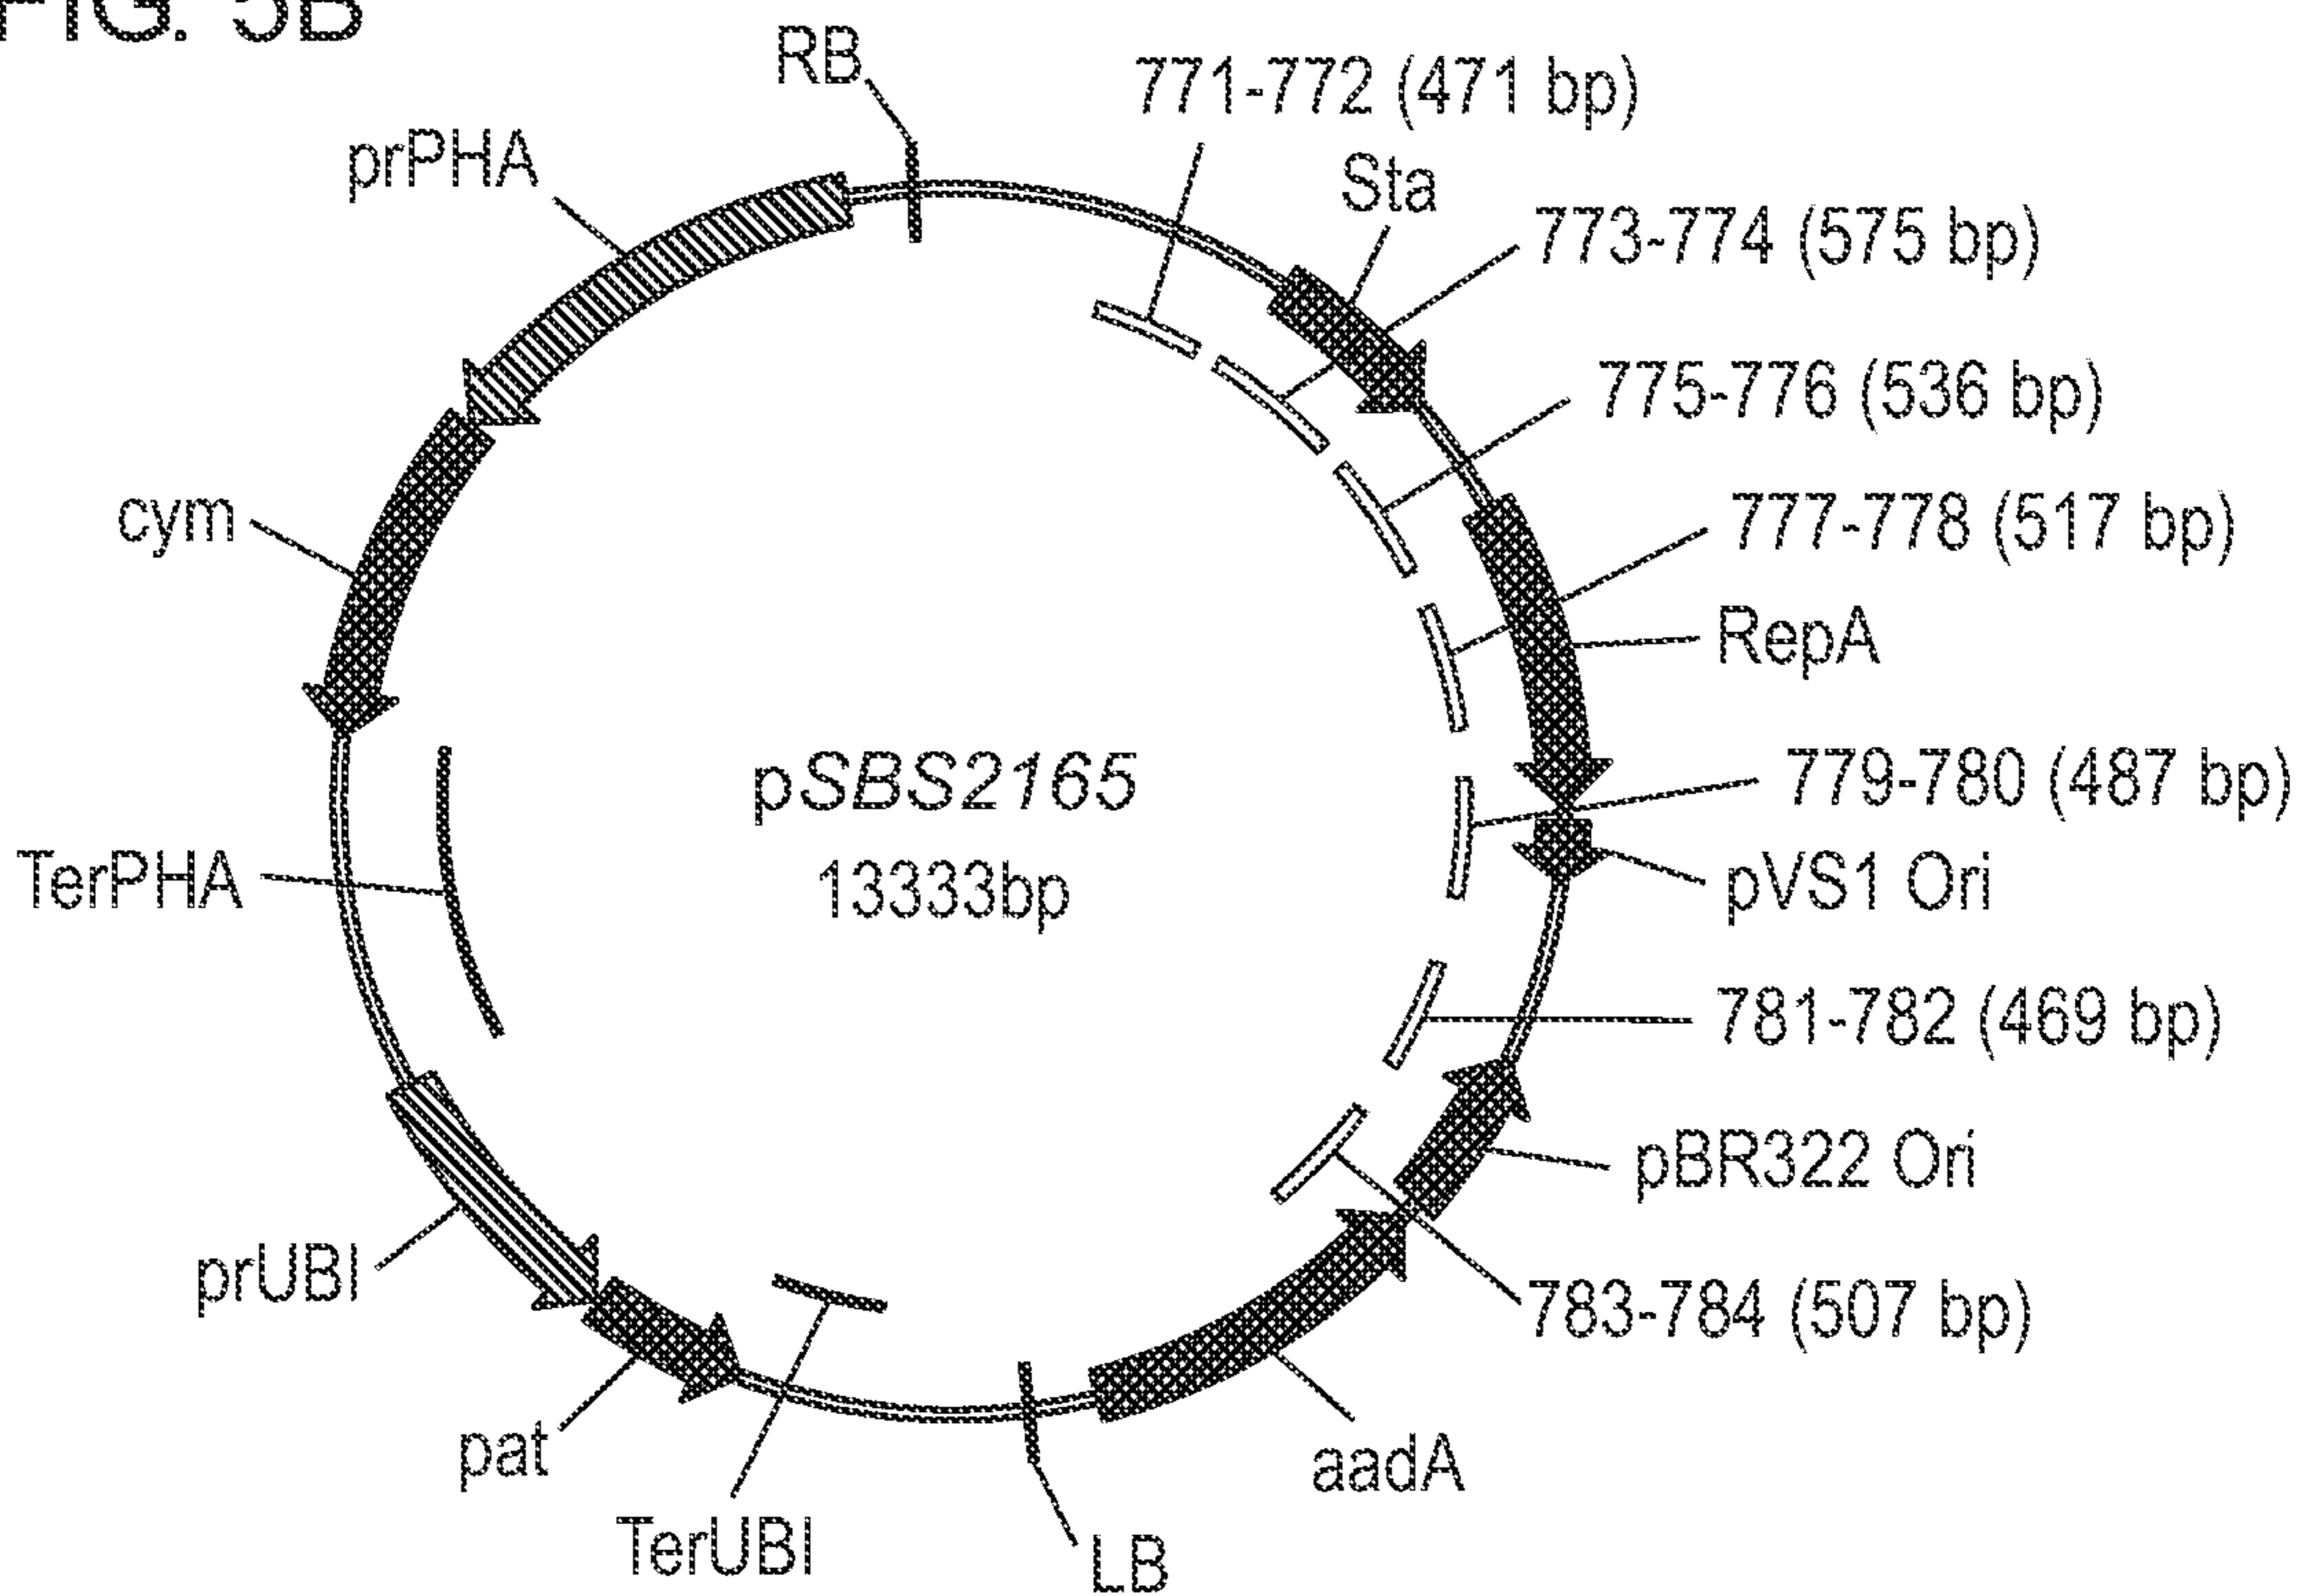 FIG. 5B
RB
771-772 (471 bp)
prPHA
Sta
773-774 (575 bp)
775-776 (536 bp)
cym
777-778 (517 bp)
RepA
pSBS2165
779-780 (487 bp)
13333bp
TerPHA
pVS1 Ori
781-782 (469 bp)
pBR322 Ori
prUBI
783-784 (507 bp)
pat
aadA
TerUBI
LB